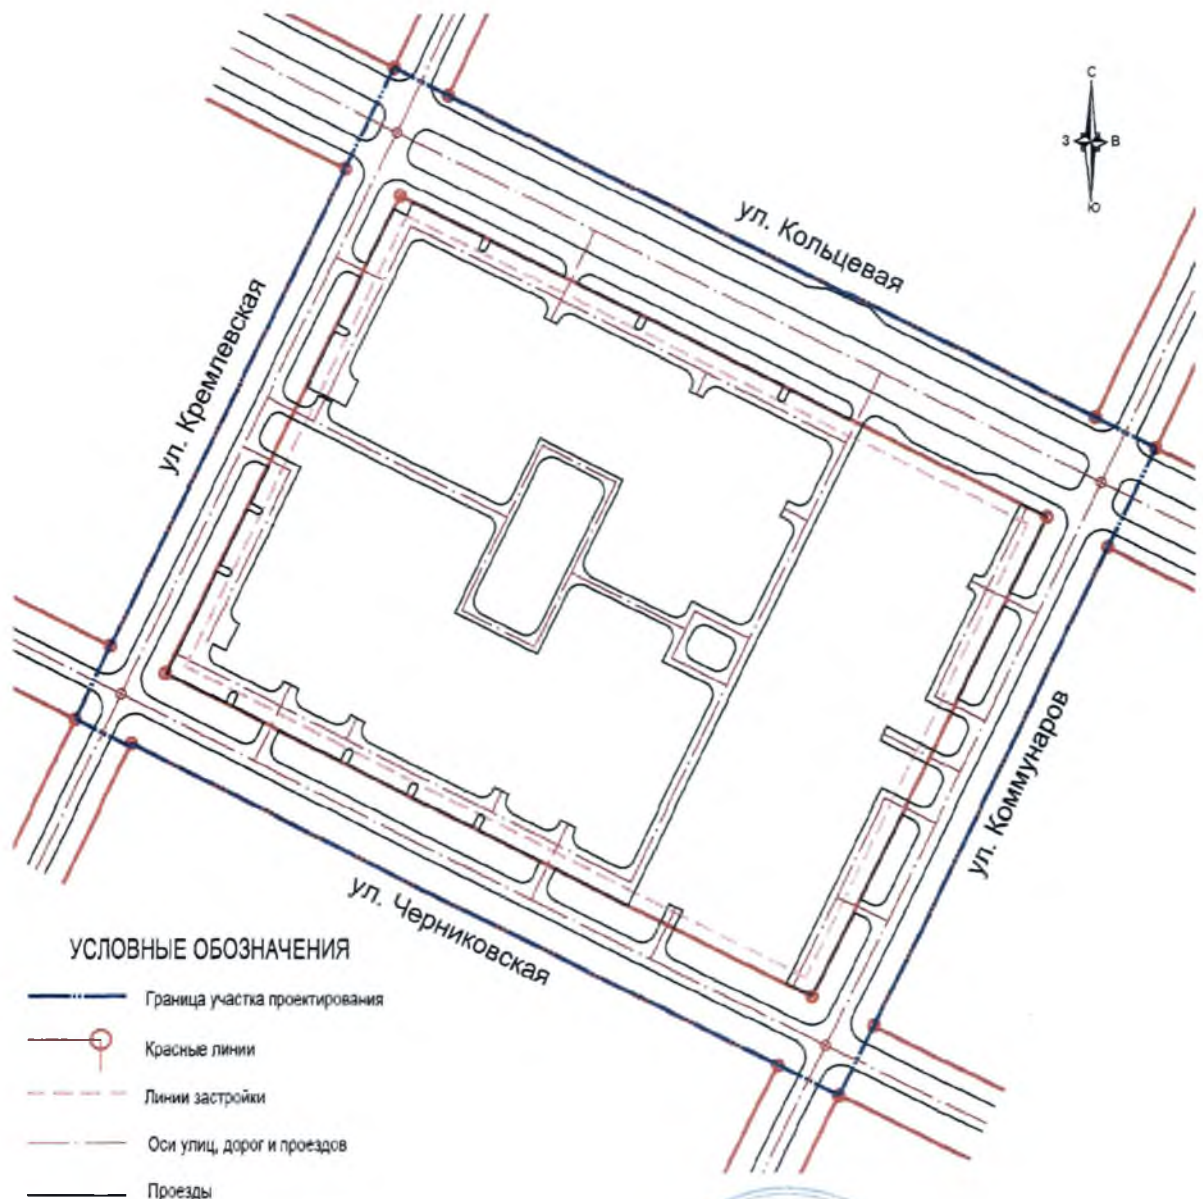 С
З В
Ю
ул. Кольцевая
ул. Кремлевская
ул. Коммунаров
ул. Черниковская
УСЛОВНЫЕ ОБОЗНАЧЕНИЯ
Граница участка проектирования
Красные линии
Линии застройки
Оси улиц, дорог и проездов
Проезды